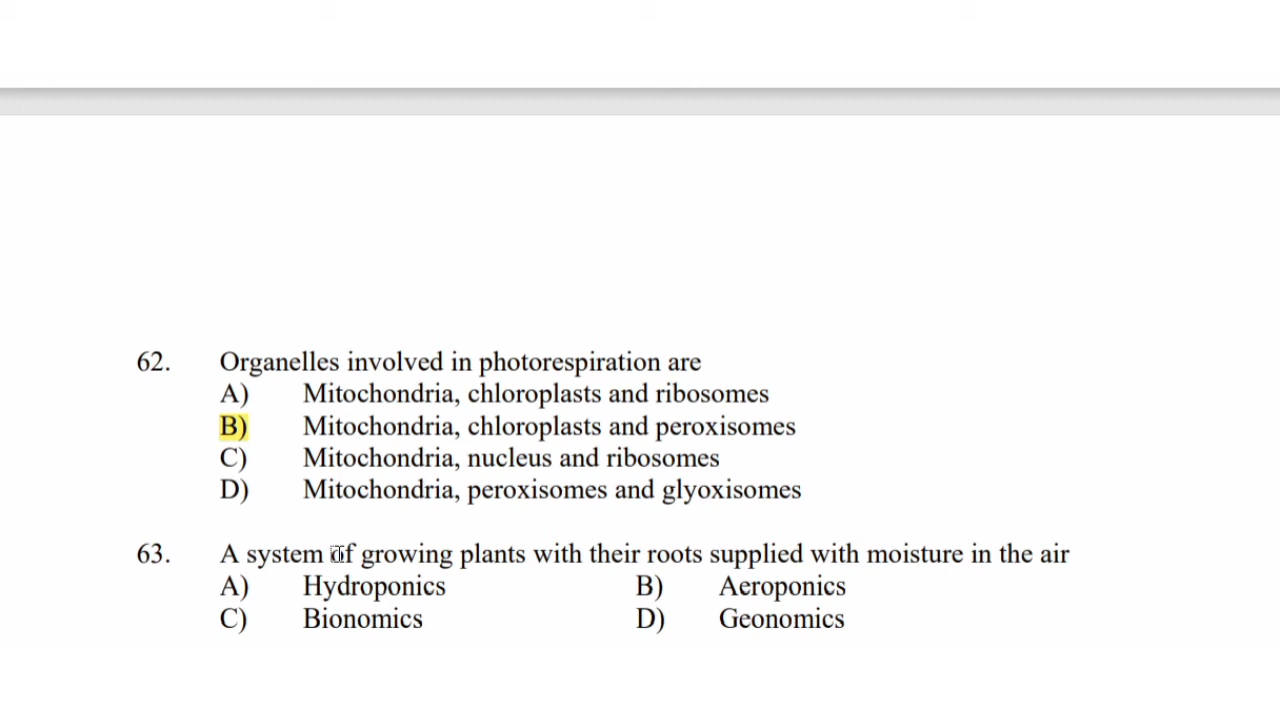 62. Organelles involved in photorespiration are
A) Mitochondria, chloroplasts and ribosomes
B) Mitochondria, chloroplasts and peroxisomes
C) Mitochondria, nucleus and ribosomes
D) Mitochondria, peroxisomes and glyoxisomes
63. A system of growing plants with their roots supplied with moisture in the air
A) Hydroponics B) Aeroponics
C) Bionomics D) Geonomics